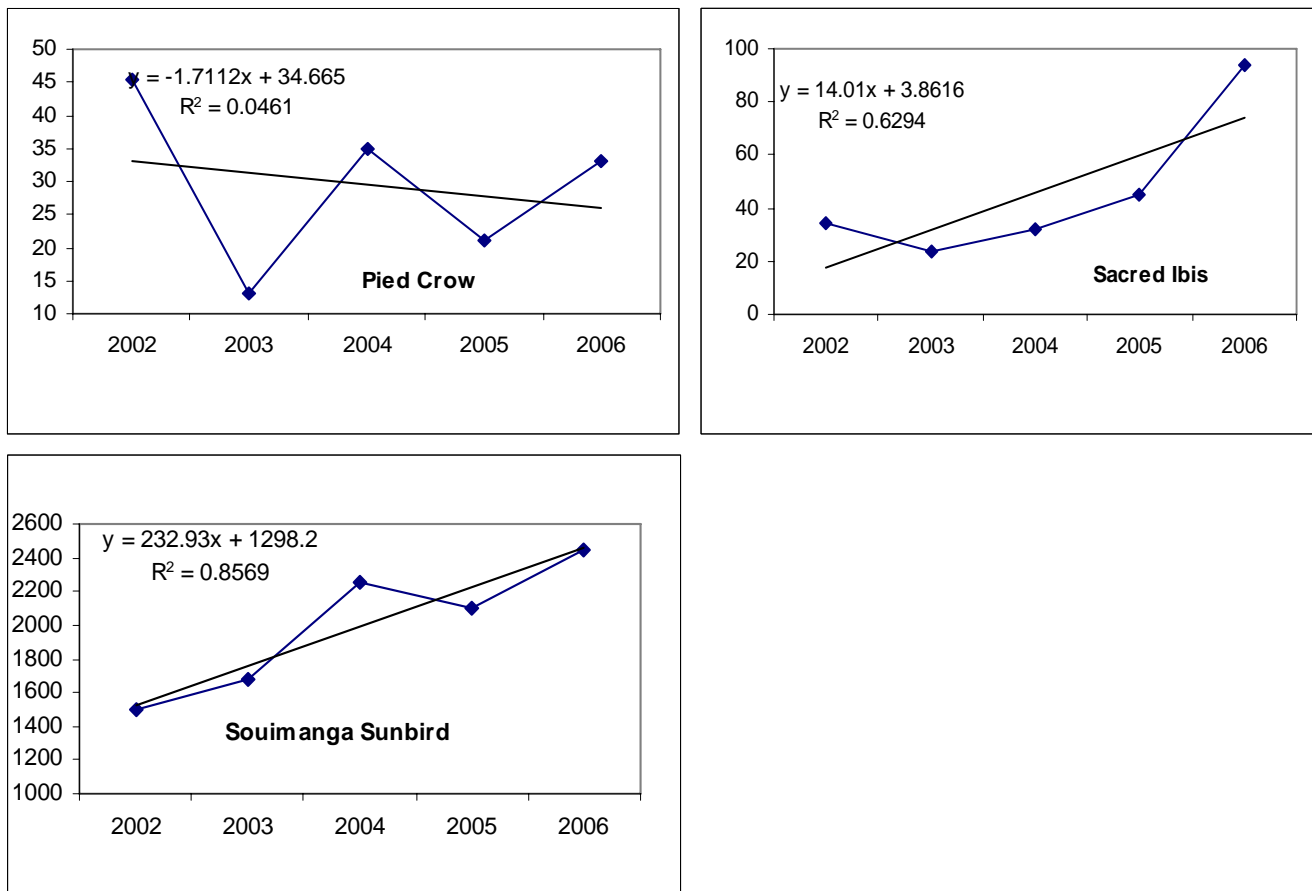 50
45
40
35
30
25
20
15
10
y = -1.7112x + 34.665
R² = 0.0461
Pied Crow
2002 2003 2004 2005 2006
100
80
60
40
20
0
y = 14.01x + 3.8616
R² = 0.6294
Sacred Ibis
2002 2003 2004 2005 2006
2600
2400
2200
2000
1800
1600
1400
1200
1000
y = 232.93x + 1298.2
R² = 0.8569
Souimanga Sunbird
2002 2003 2004 2005 2006